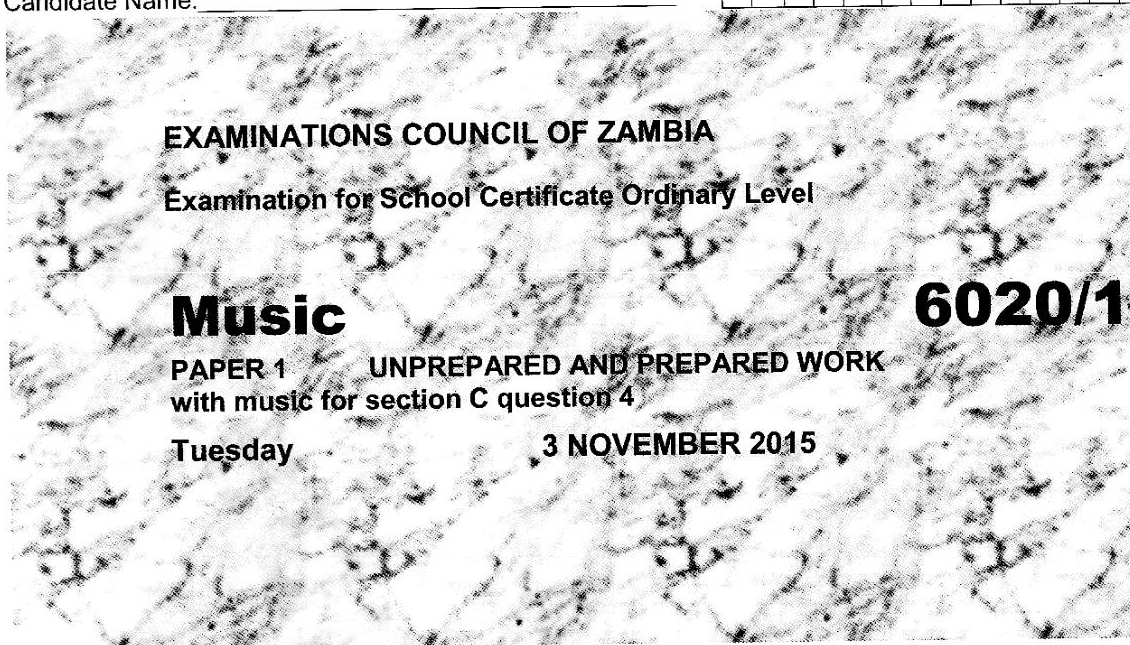 Candidate Name:
EXAMINATIONS COUNCIL OF ZAMBIA
Examination for School Certificate Ordinary Level
Music 6020/1
PAPER 1 UNPREPARED AND PREPARED WORK
with music for section C question 4
Tuesday 3 NOVEMBER 2015